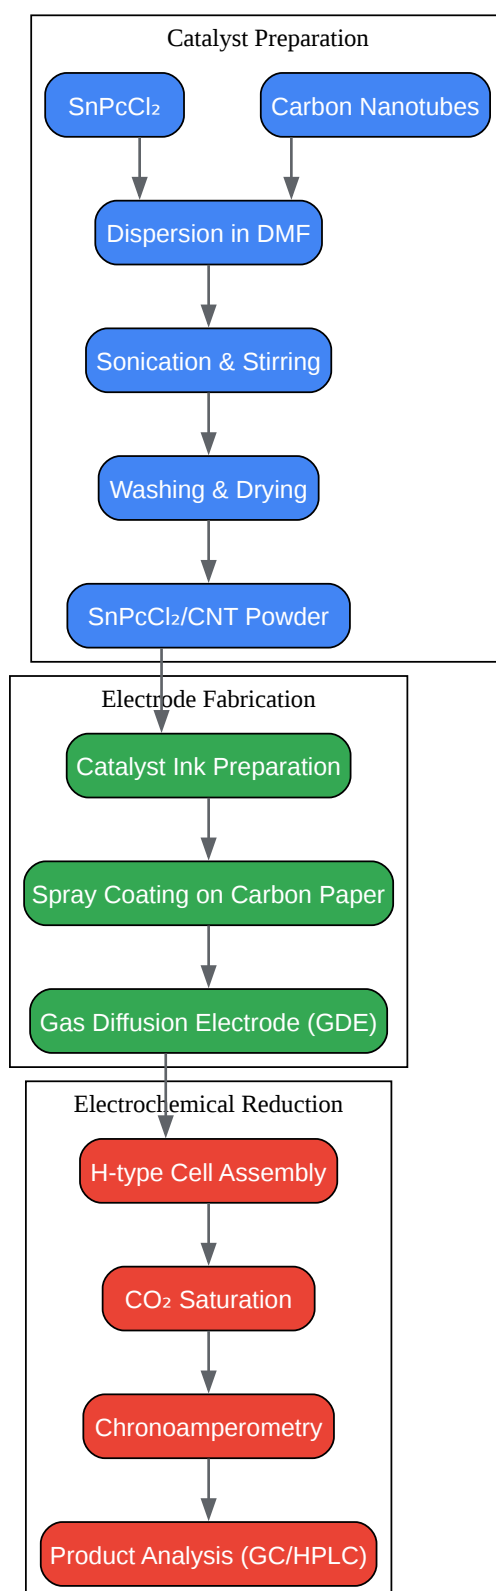 Catalyst Preparation
SnPcCl₂
Carbon Nanotubes
Dispersion in DMF
Sonication & Stirring
Washing & Drying
SnPcCl₂/CNT Powder
Electrode Fabrication
Catalyst Ink Preparation
Spray Coating on Carbon Paper
Gas Diffusion Electrode (GDE)
Electrochemical Reduction
H-type Cell Assembly
CO₂ Saturation
Chronoamperometry
Product Analysis (GC/HPLC)